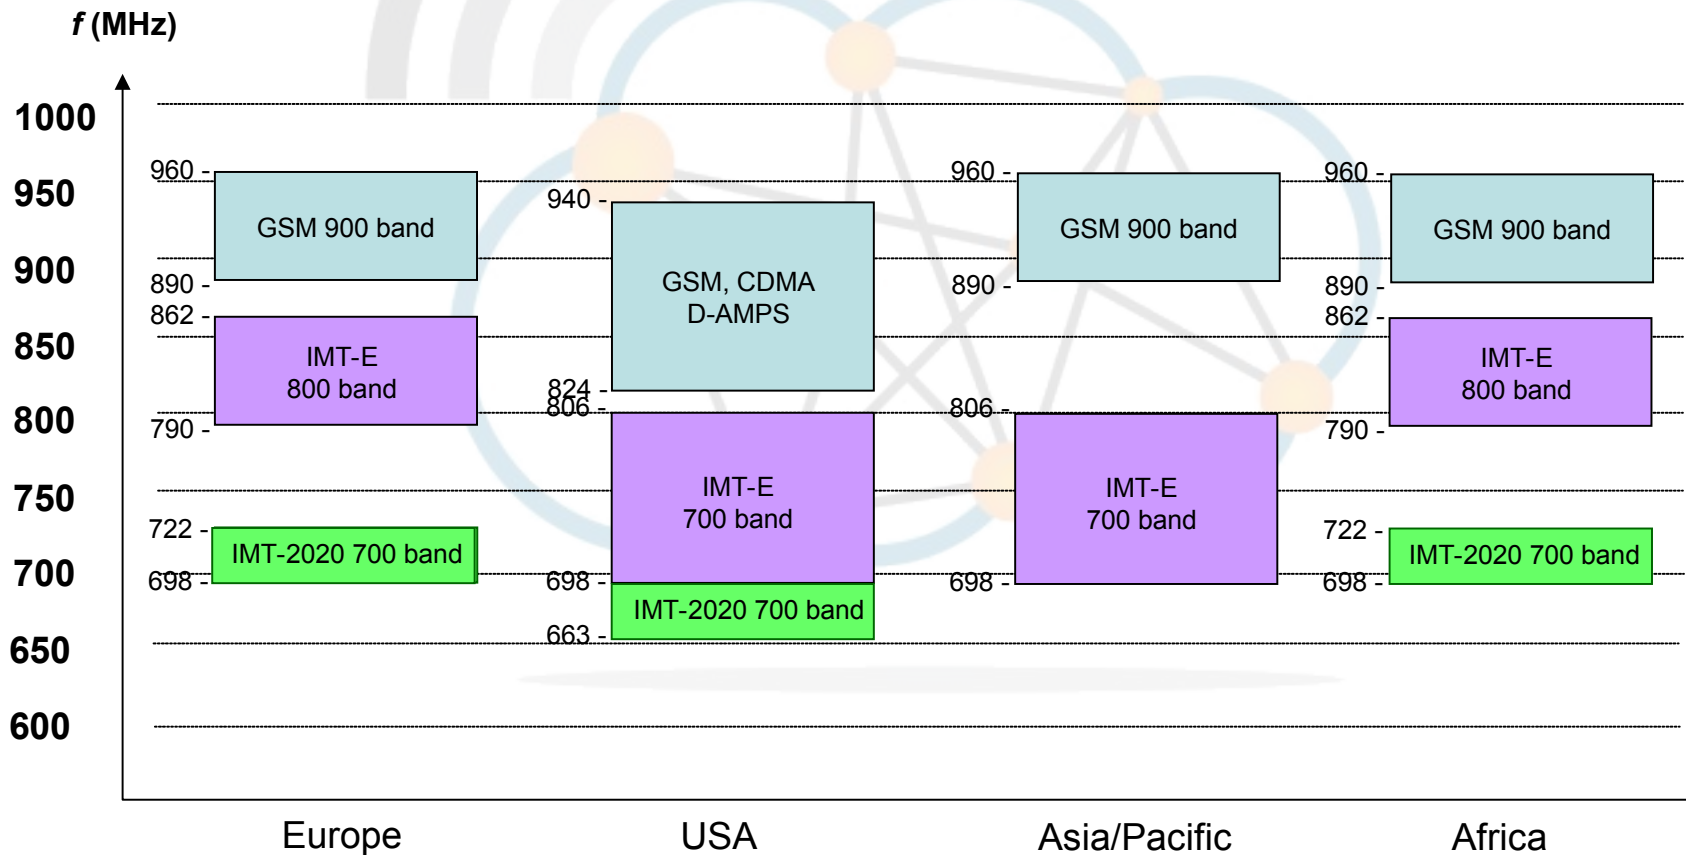 f (MHz)
1000
950
900
850
800
750
700
650
600
960 -
GSM 900 band
890 -
862 -
IMT-E
800 band
790 -
722 -
IMT-2020 700 band
698 -
Europe
940 -
GSM, CDMA
D-AMPS
824 -
806 -
IMT-E
700 band
698 -
IMT-2020 700 band
663 -
USA
960 -
GSM 900 band
890 -
806 -
IMT-E
700 band
698 -
Asia/Pacific
960 -
GSM 900 band
890 -
862 -
IMT-E
800 band
790 -
722 -
IMT-2020 700 band
698 -
Africa